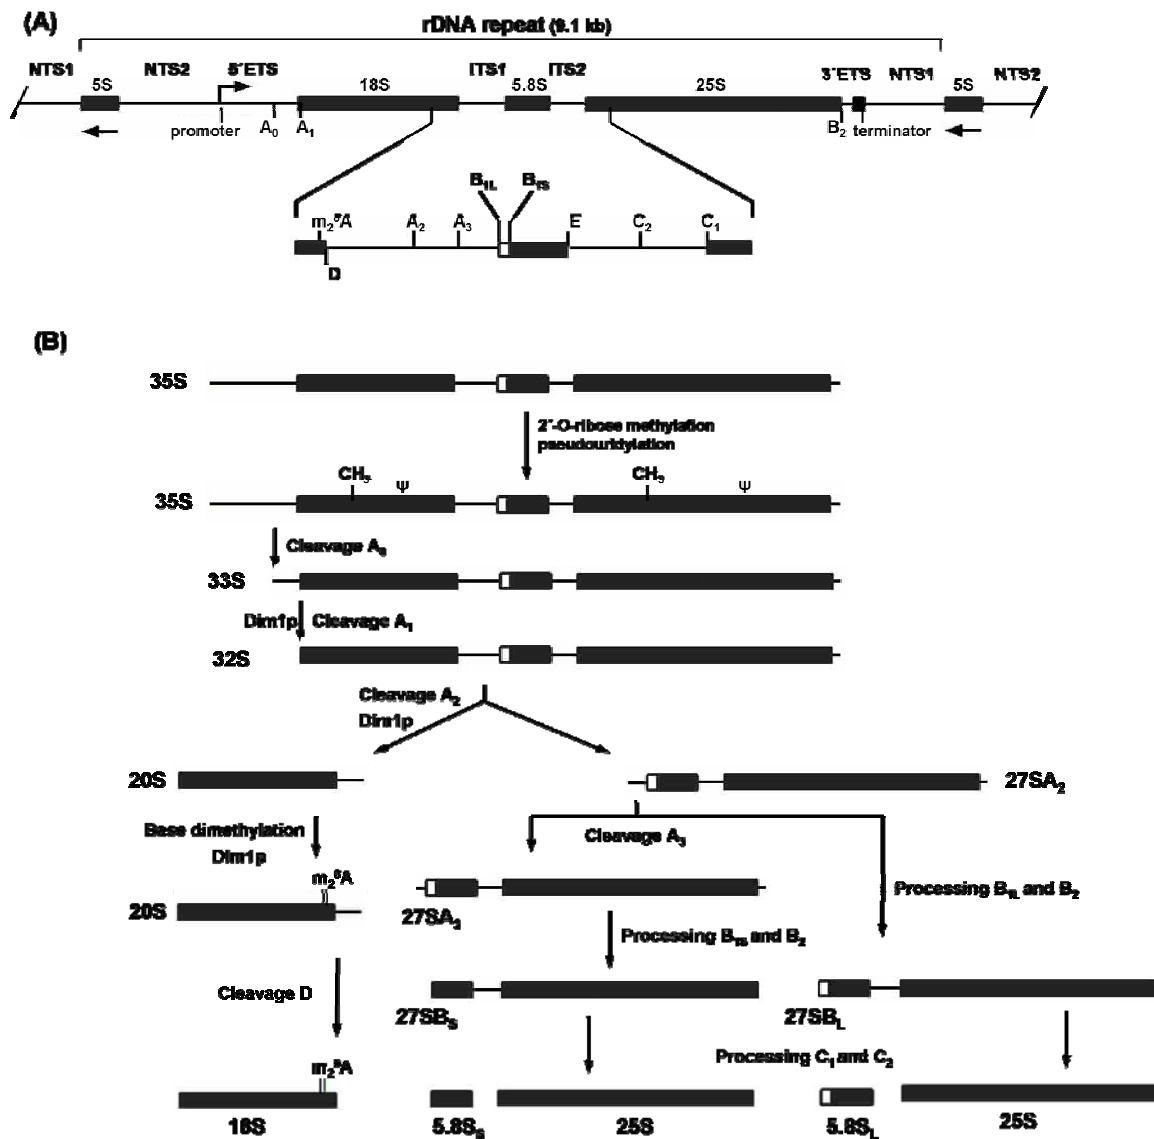 (A)
rDNA repeat (9.1 kb)
NTS1 NTS2 5´ETS ITS1 ITS2 3´ETS NTS1 NTS2
5S 18S 5.8S 25S 5S
promoter A₀ A₁ B₂ terminator
B₁L B₁S
m₂⁶A A₂ A₃ E C₂ C₁
D
(B)
35S
2´-O-ribose methylation
pseudouridylation
CH₃ Ψ CH₃ Ψ
35S
Cleavage A₀
33S
Dim1p Cleavage A₁
32S
Cleavage A₂
Dim1p
20S 27SA₂
Base dimethylation
Dim1p
Cleavage A₃
m₂⁶A
Processing B₁L and B₂
20S 27SA₃
Processing B₁S and B₂
Cleavage D
27SBS 27SBL
Processing C₁ and C₂
m₂⁶A
18S 5.8SS 25S 5.8SL 25S